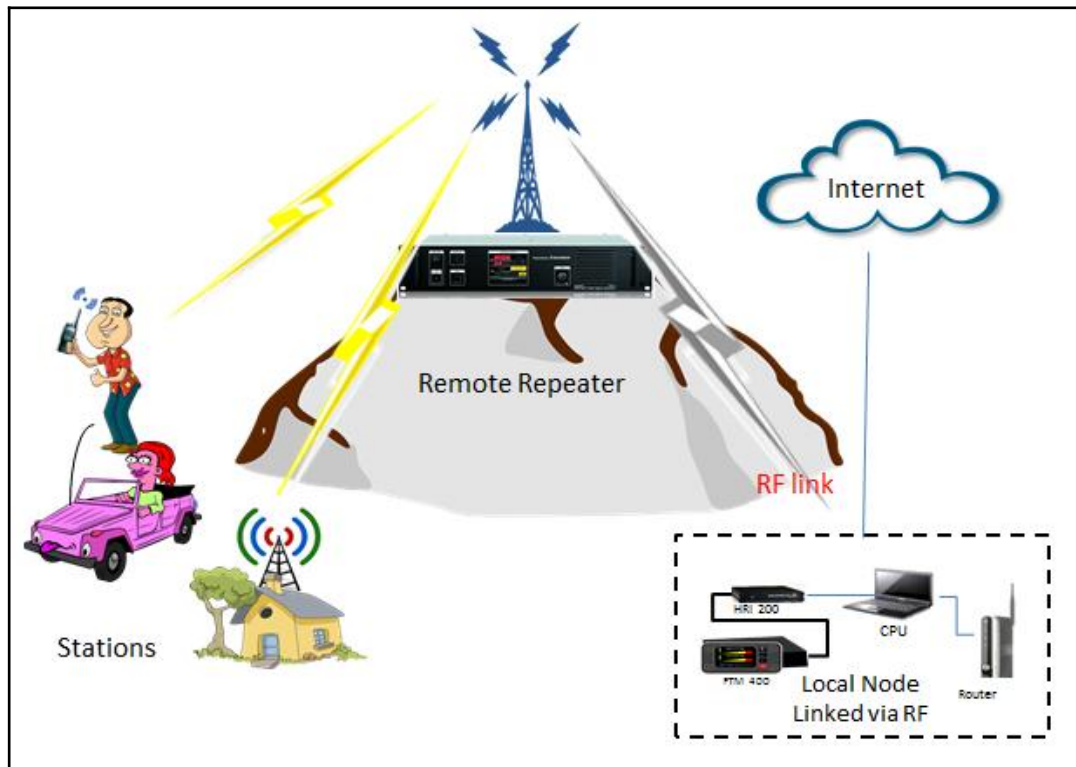 Internet
Remote Repeater
RF link
HRI 200
CPU
FTM 400
Stations
Local Node
Linked via RF
Router